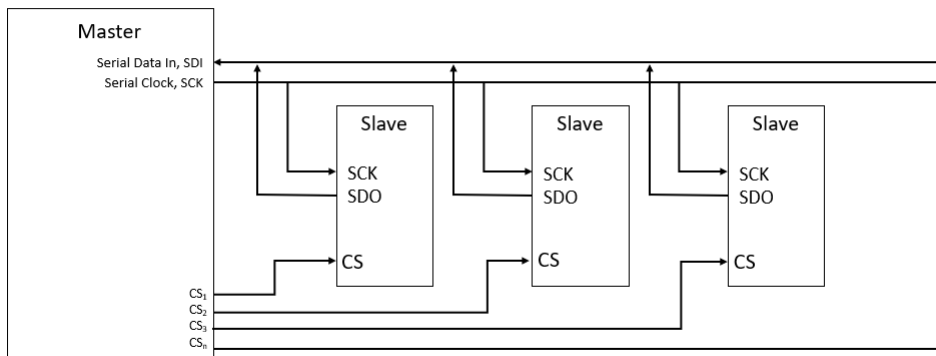 Master
Serial Data In, SDI
Serial Clock, SCK
Slave
SCK
SDO
CS
Slave
SCK
SDO
CS
Slave
SCK
SDO
CS
CS₁
CS₂
CS₃
CSₙ